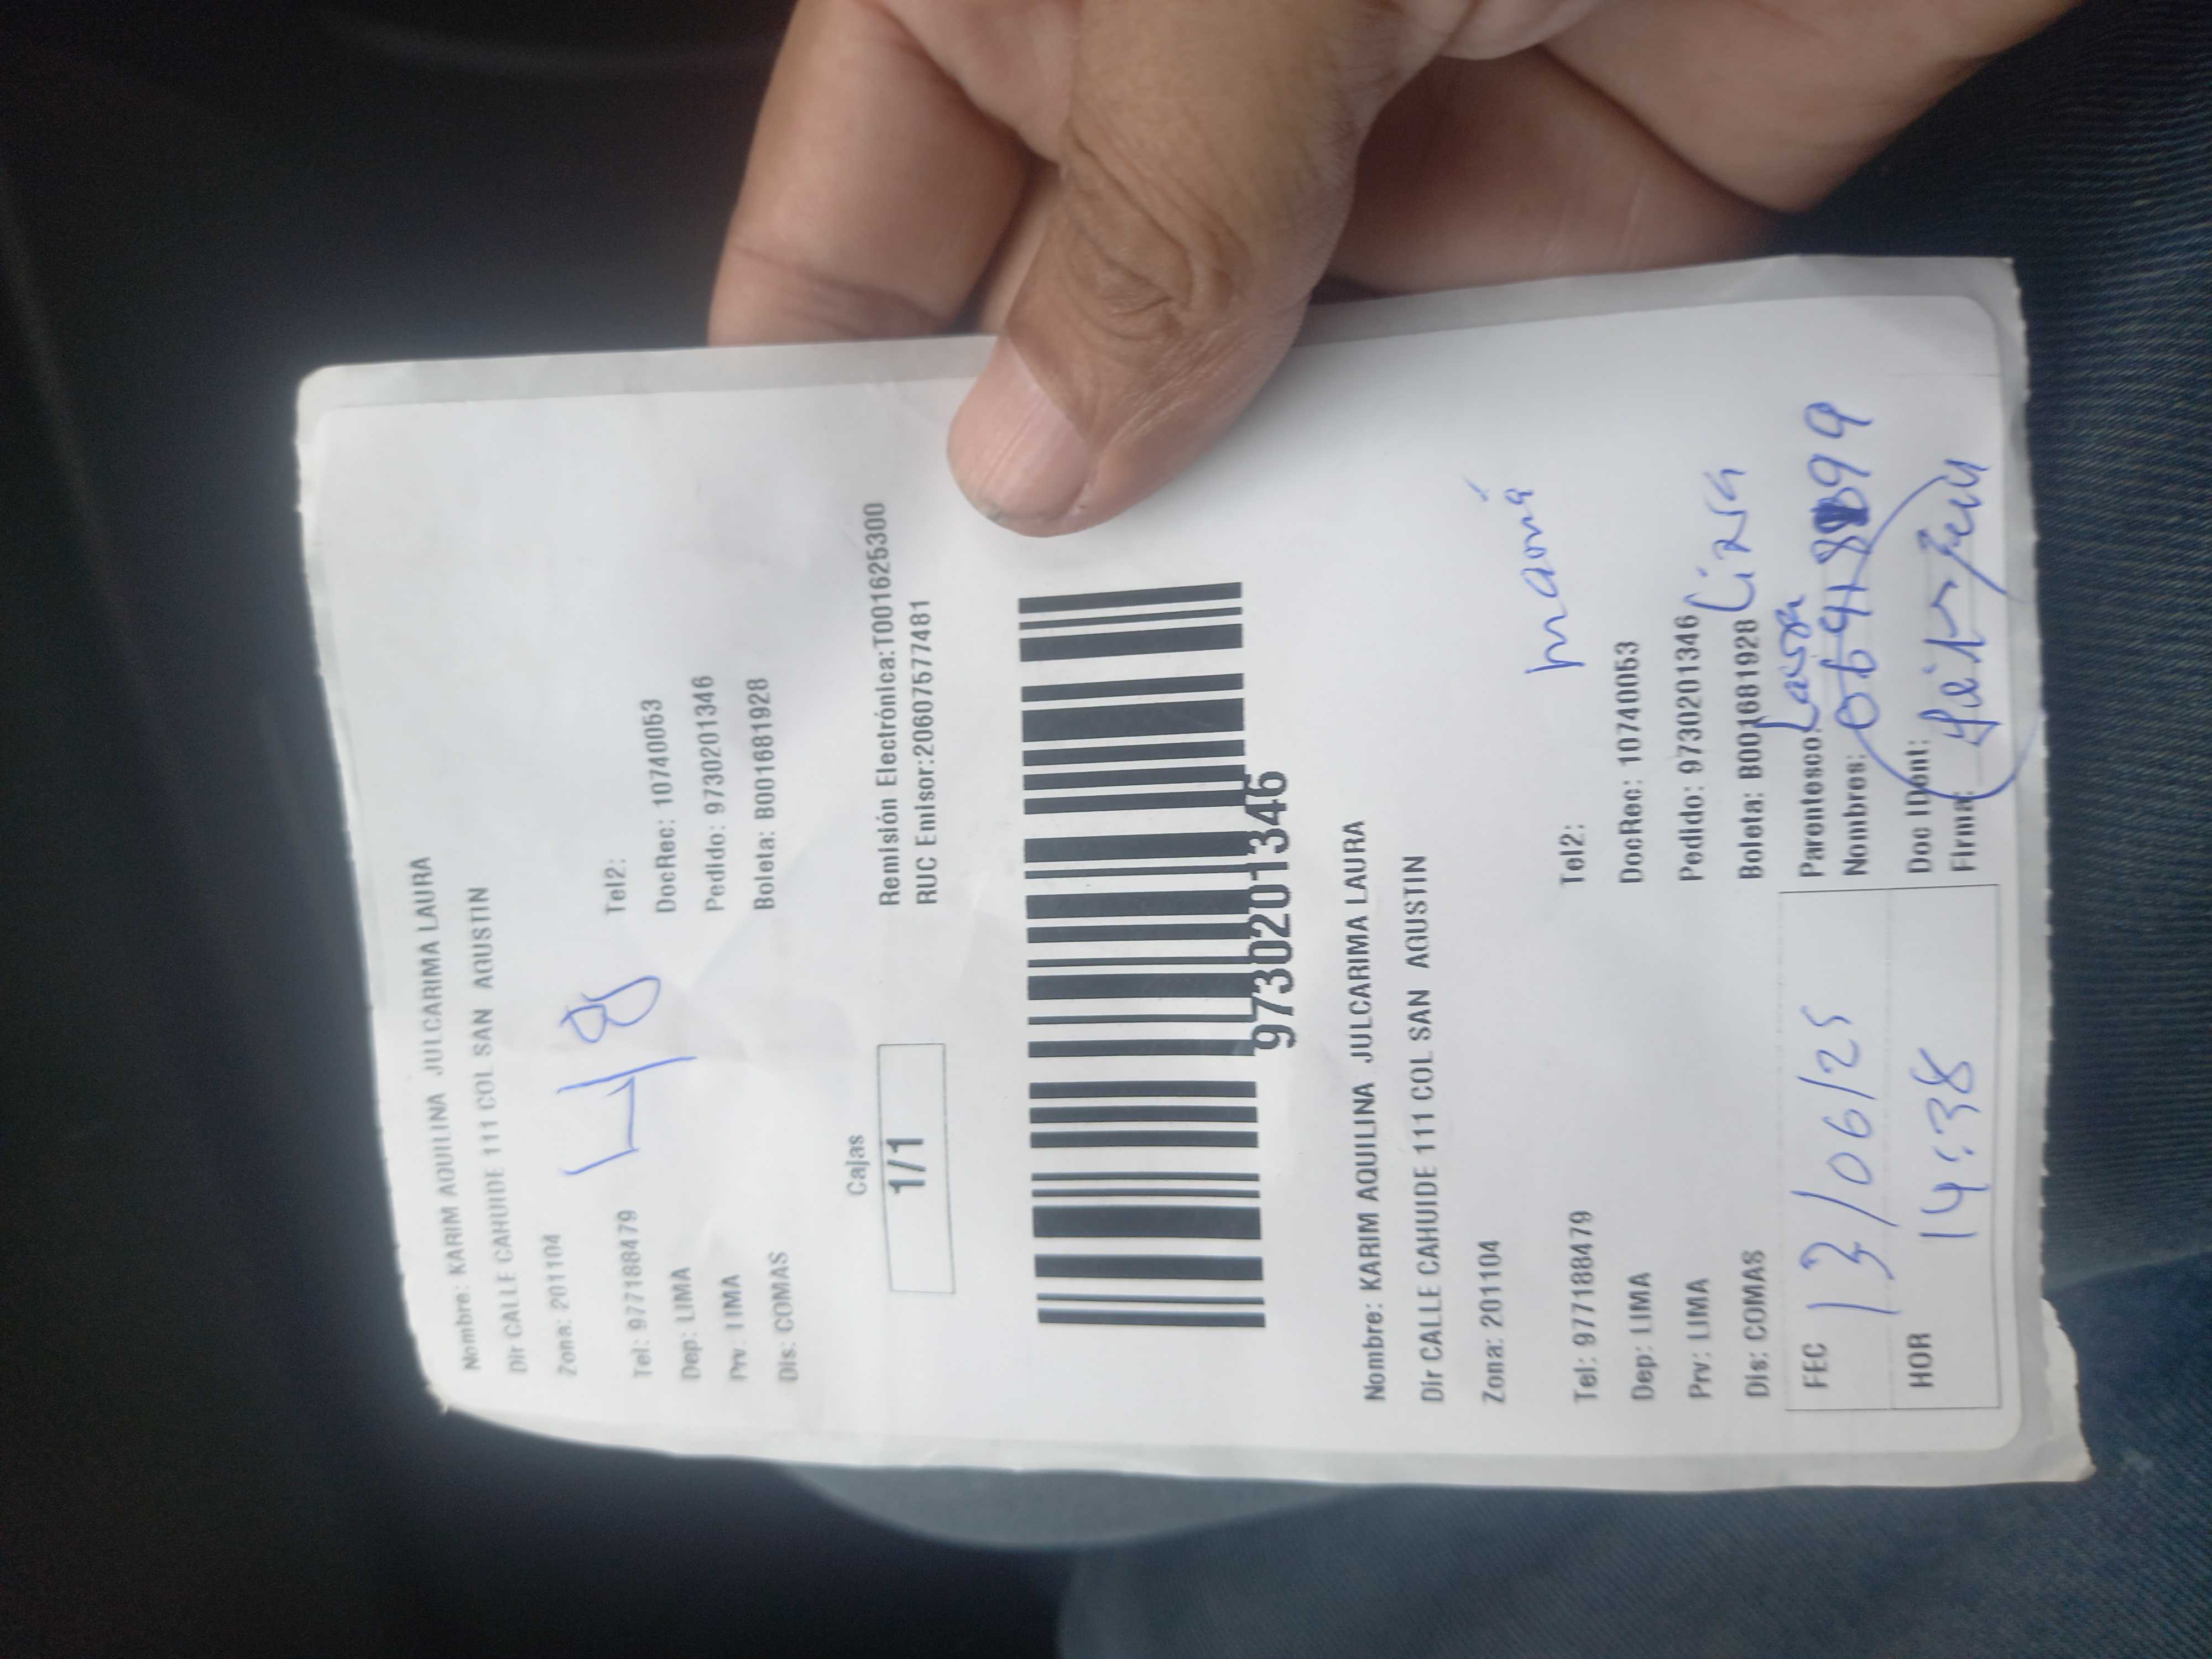 Nombre: KARIM AQUILINA JULCARIMA LAURA
Dir CALLE CAHUIDE 111 COL SAN AGUSTIN
Zona: 201104
48
Tel: 977188479 Tel2:
Dep: LIMA DocRec: 10740053
Prv: LIMA Pedido: 97302013​46
Dis: COMAS Boleta: B001681928
Cajas
1/1
Remisión Electrónica:T001625300
RUC Emisor:20607577481
9730201346
Nombre: KARIM AQUILINA JULCARIMA LAURA
Dir CALLE CAHUIDE 111 COL SAN AGUSTIN
Zona: 201104
mamá
Tel: 977188479 Tel2:
Dep: LIMA DocRec: 10740053
Prv: LIMA Pedido: 9730201346
Dis: COMAS Boleta: B001681928
FEC 13/06/25 Parentesco: Laura
Nombres:
HOR 14:38 Doc IDent:
Firma: